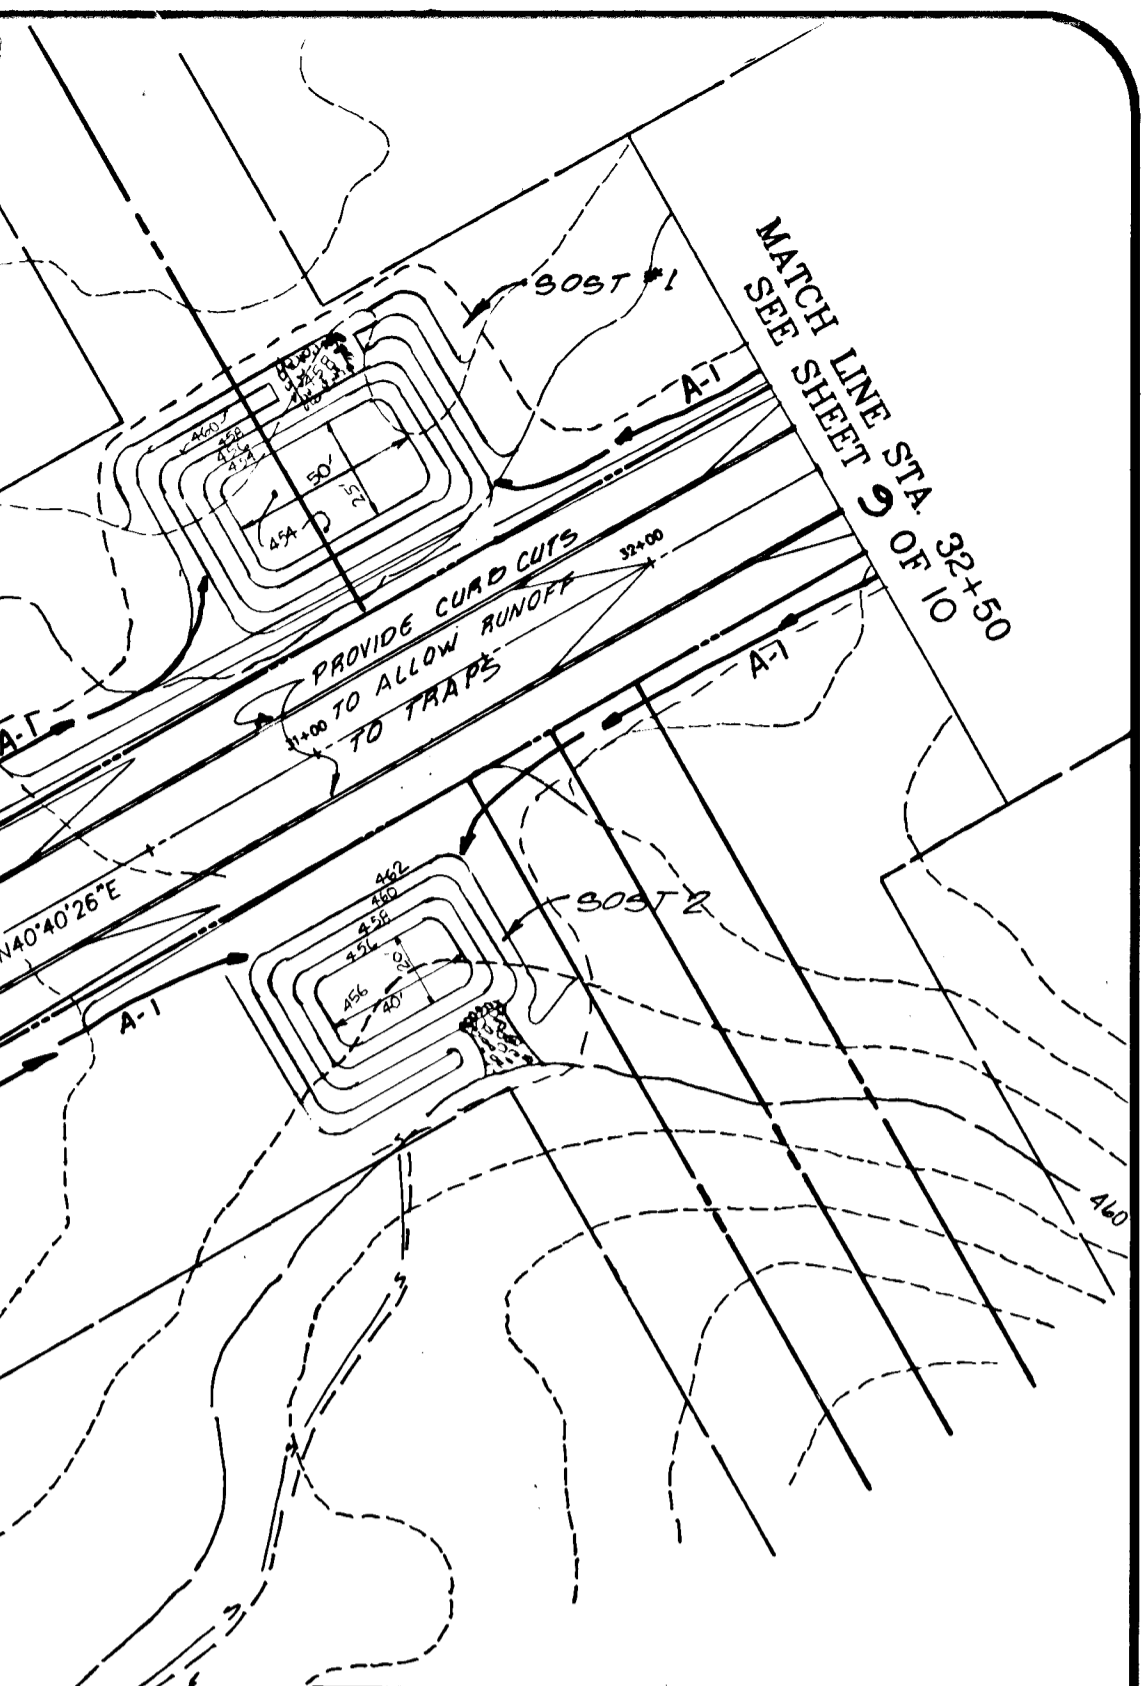 SOST #1
MATCH LINE STA. 32+50
SEE SHEET 9 OF 10
A-1
460
458
456
454
458
50'
25'
454
32+00
PROVIDE CURB CUTS
TO ALLOW RUNOFF
TO TRAPS
31+00
A-1
A-1
N40°40'26"E
462
460
458
456
SOST 2
20'
456
40'
A-1
460
S
S
S
S